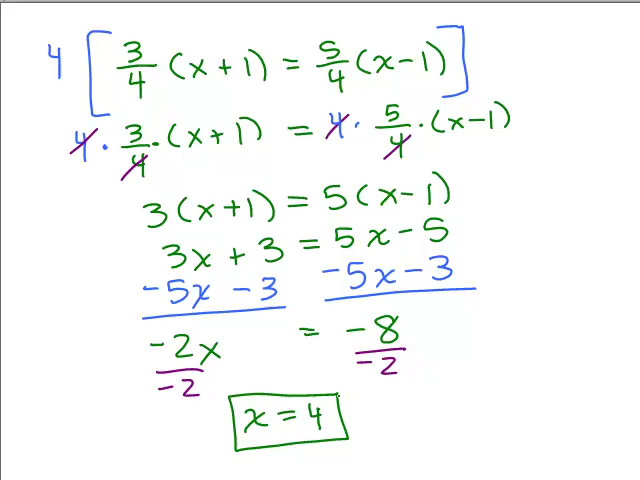 4 [ 3/4 (x + 1) = 5/4 (x - 1) ]
4 · 3/4 · (x + 1) = 4 · 5/4 · (x - 1)
3 (x + 1) = 5 (x - 1)
3x + 3 = 5x - 5
-5x - 3 -5x - 3
-2x = -8
-2 -2
x = 4